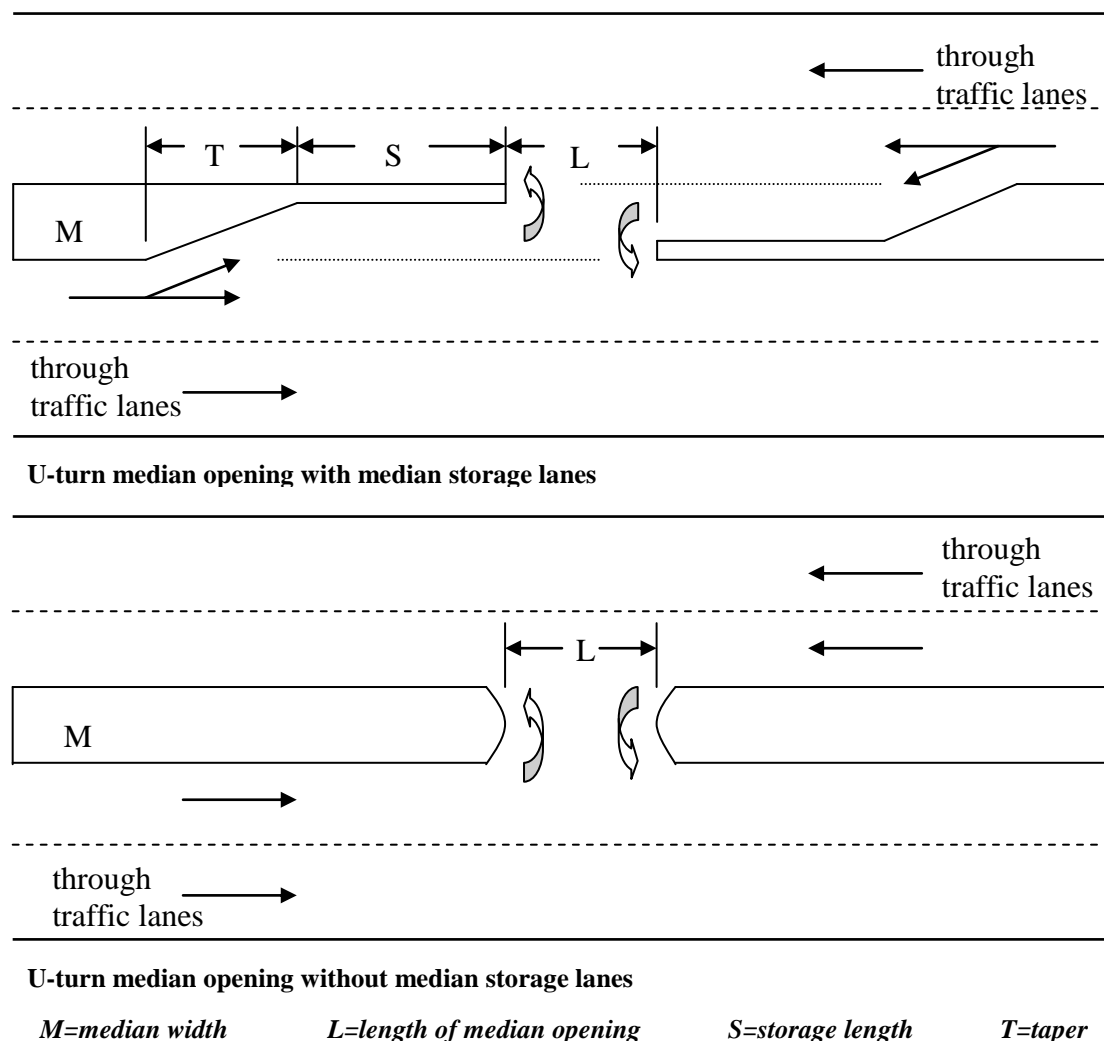 through
traffic lanes
T
S
L
M
through
traffic lanes
U-turn median opening with median storage lanes
through
traffic lanes
L
M
through
traffic lanes
U-turn median opening without median storage lanes
M=median width L=length of median opening S=storage length T=taper